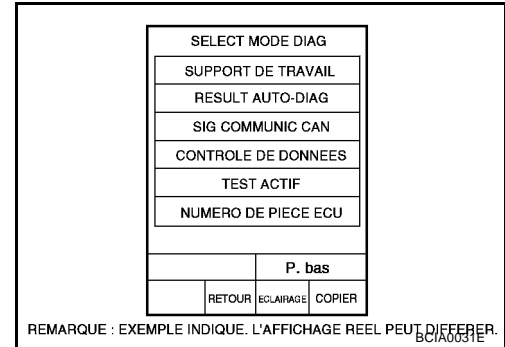 SELECT MODE DIAG
SUPPORT DE TRAVAIL
RESULT AUTO-DIAG
SIG COMMUNIC CAN
CONTROLE DE DONNEES
TEST ACTIF
NUMERO DE PIECE ECU
P. bas
RETOUR ECLAIRAGE COPIER
REMARQUE : EXEMPLE INDIQUE. L'AFFICHAGE REEL PEUT DIFFERER.
BCIA0031E